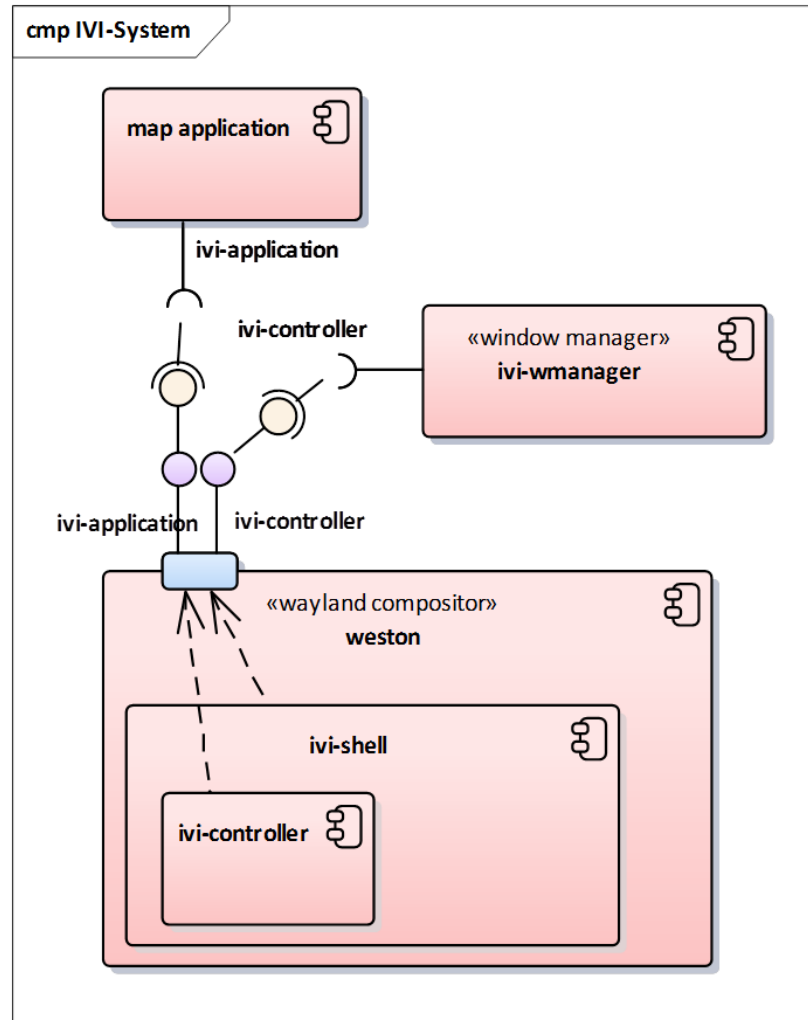 cmp IVI-System
map application
ivi-application
ivi-controller
«window manager»
ivi-wmanager
ivi-application
ivi-controller
«wayland compositor»
weston
ivi-shell
ivi-controller